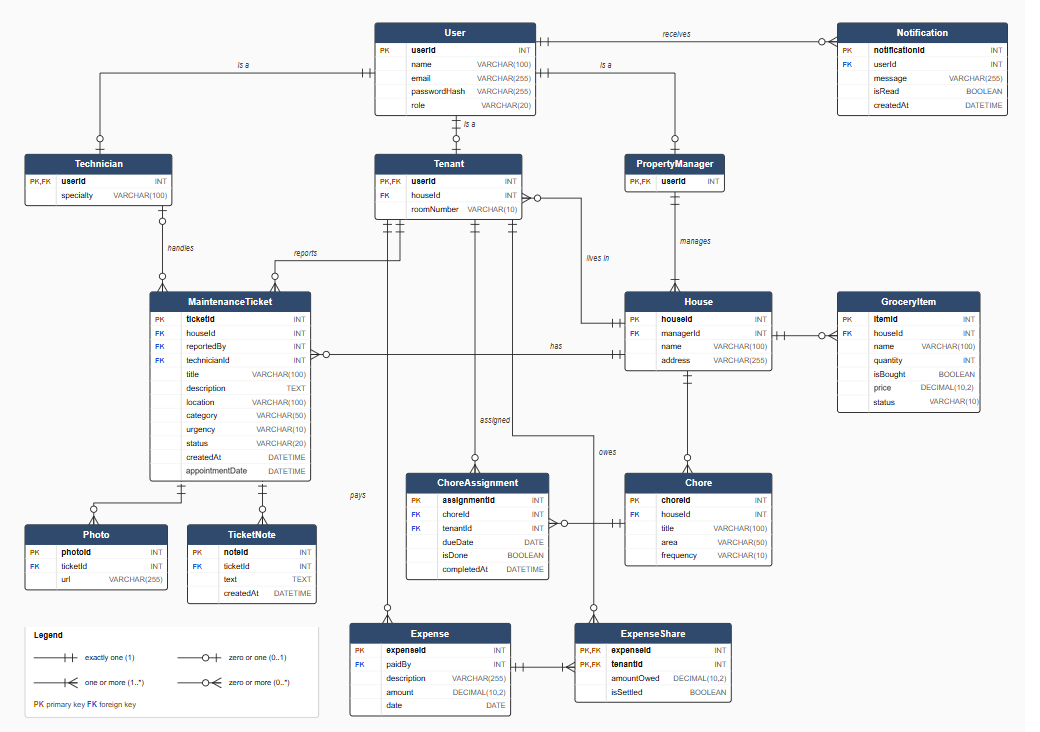 User
PK userId INT
name VARCHAR(100)
email VARCHAR(255)
passwordHash VARCHAR(255)
role VARCHAR(20)
receives
Notification
PK notificationId INT
FK userId INT
message VARCHAR(255)
isRead BOOLEAN
createdAt DATETIME
is a
is a
is a
Technician
PK,FK userId INT
specialty VARCHAR(100)
Tenant
PK,FK userId INT
FK houseId INT
roomNumber VARCHAR(10)
PropertyManager
PK,FK userId INT
handles
reports
lives in
manages
MaintenanceTicket
PK ticketId INT
FK houseId INT
FK reportedBy INT
FK technicianId INT
title VARCHAR(100)
description TEXT
location VARCHAR(100)
category VARCHAR(50)
urgency VARCHAR(10)
status VARCHAR(20)
createdAt DATETIME
appointmentDate DATETIME
has
House
PK houseId INT
FK managerId INT
name VARCHAR(100)
address VARCHAR(255)
GroceryItem
PK itemId INT
FK houseId INT
name VARCHAR(100)
quantity INT
isBought BOOLEAN
price DECIMAL(10,2)
status VARCHAR(10)
assigned
owes
pays
ChoreAssignment
PK assignmentId INT
FK choreId INT
FK tenantId INT
dueDate DATE
isDone BOOLEAN
completedAt DATETIME
Chore
PK choreId INT
FK houseId INT
title VARCHAR(100)
area VARCHAR(50)
frequency VARCHAR(10)
Photo
PK photoId INT
FK ticketId INT
url VARCHAR(255)
TicketNote
PK noteId INT
FK ticketId INT
text TEXT
createdAt DATETIME
Expense
PK expenseId INT
FK paidBy INT
description VARCHAR(255)
amount DECIMAL(10,2)
date DATE
ExpenseShare
PK,FK expenseId INT
PK,FK tenantId INT
amountOwed DECIMAL(10,2)
isSettled BOOLEAN
Legend
exactly one (1)
zero or one (0..1)
one or more (1..*)
zero or more (0..*)
PK primary key FK foreign key